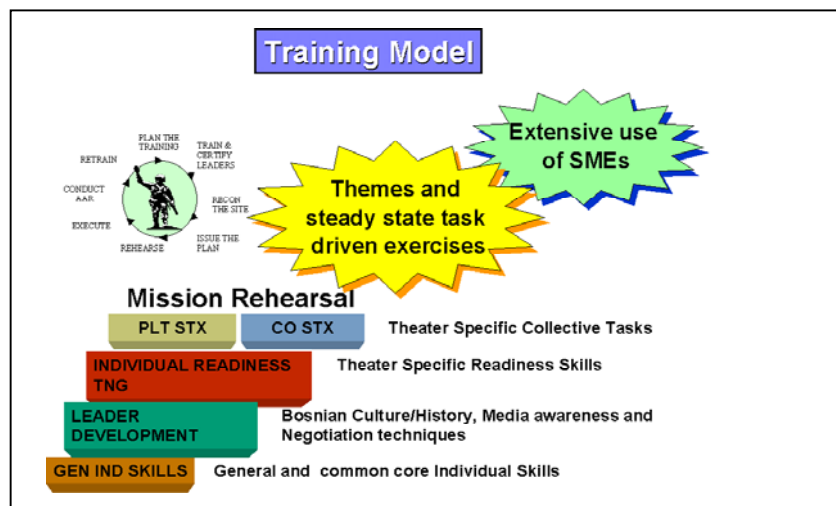 Training Model
Extensive use
of SMEs
PLAN THE
TRAINING
TRAIN &
CERTIFY
LEADERS
RECON
THE SITE
ISSUE THE
PLAN
REHEARSE
EXECUTE
CONDUCT
AAR
RETRAIN
Themes and
steady state task
driven exercises
Mission Rehearsal
PLT STX
CO STX
Theater Specific Collective Tasks
INDIVIDUAL READINESS
TNG
Theater Specific Readiness Skills
LEADER
DEVELOPMENT
Bosnian Culture/History, Media awareness and
Negotiation techniques
GEN IND SKILLS
General and common core Individual Skills